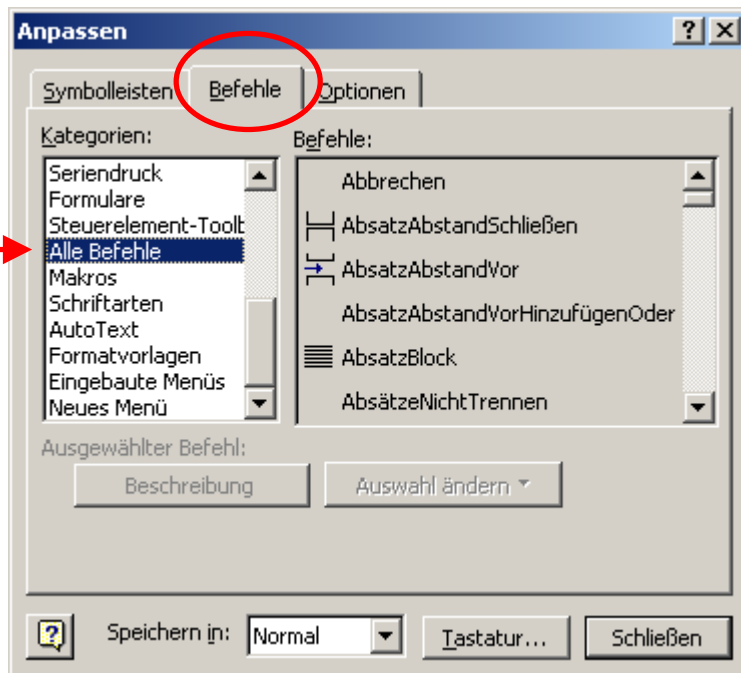 Anpassen
Symbolleisten
Befehle
Optionen
Kategorien:
Seriendruck
Formulare
Steuerelement-Toolb
Alle Befehle
Makros
Schriftarten
AutoText
Formatvorlagen
Eingebaute Menüs
Neues Menü
Befehle:
Abbrechen
AbsatzAbstandSchließen
AbsatzAbstandVor
AbsatzAbstandVorHinzufügenOder
AbsatzBlock
AbsätzeNichtTrennen
Ausgewählter Befehl:
Beschreibung
Auswahl ändern
Speichern in:
Normal
Tastatur...
Schließen